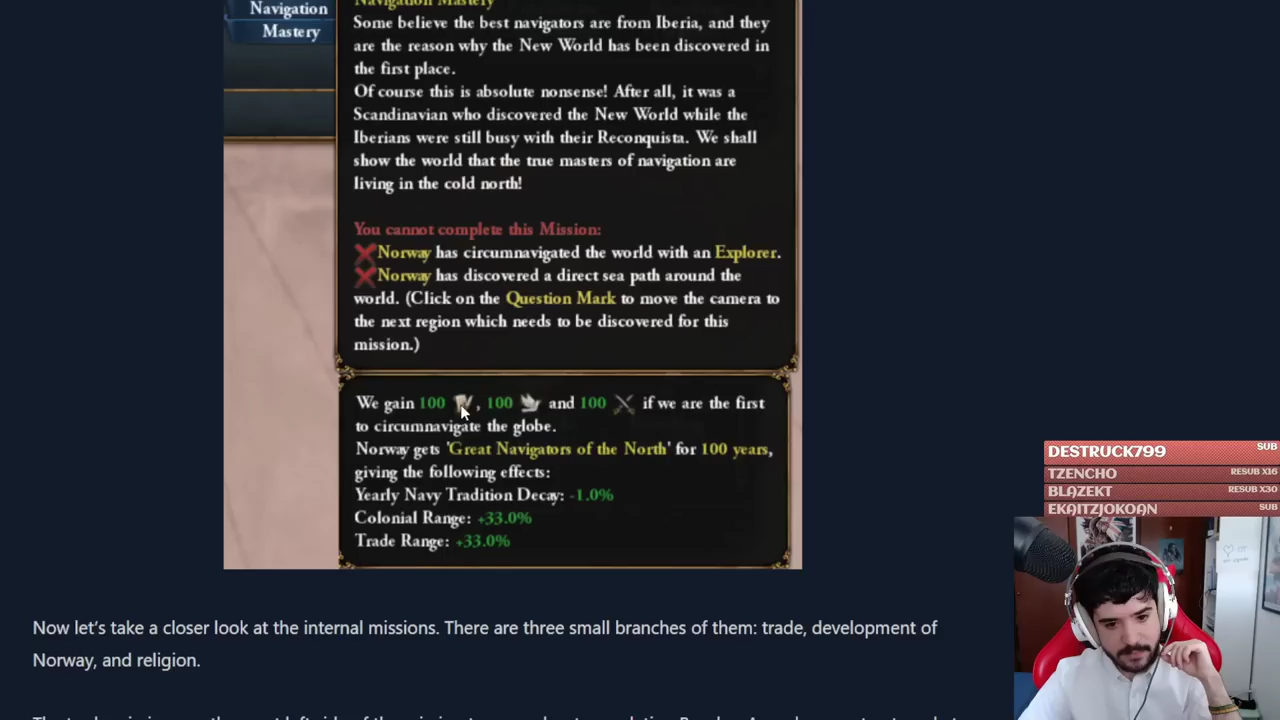 Navigation
Mastery
Navigation Mastery
Some believe the best navigators are from Iberia, and they
are the reason why the New World has been discovered in
the first place.
Of course this is absolute nonsense! After all, it was a
Scandinavian who discovered the New World while the
Iberians were still busy with their Reconquista. We shall
show the world that the true masters of navigation are
living in the cold north!
You cannot complete this Mission:
Norway has circumnavigated the world with an Explorer.
Norway has discovered a direct sea path around the
world. (Click on the Question Mark to move the camera to
the next region which needs to be discovered for this
mission.)
We gain 100 , 100 and 100 if we are the first
to circumnavigate the globe.
Norway gets 'Great Navigators of the North' for 100 years,
giving the following effects:
Yearly Navy Tradition Decay: -1.0%
Colonial Range: +33.0%
Trade Range: +33.0%
DESTRUCK799 SUB
TZENCHO RESUB X16
BLAZEKT RESUB X30
EKAITZJOKOAN SUB
Now let's take a closer look at the internal missions. There are three small branches of them: trade, development of
Norway, and religion.